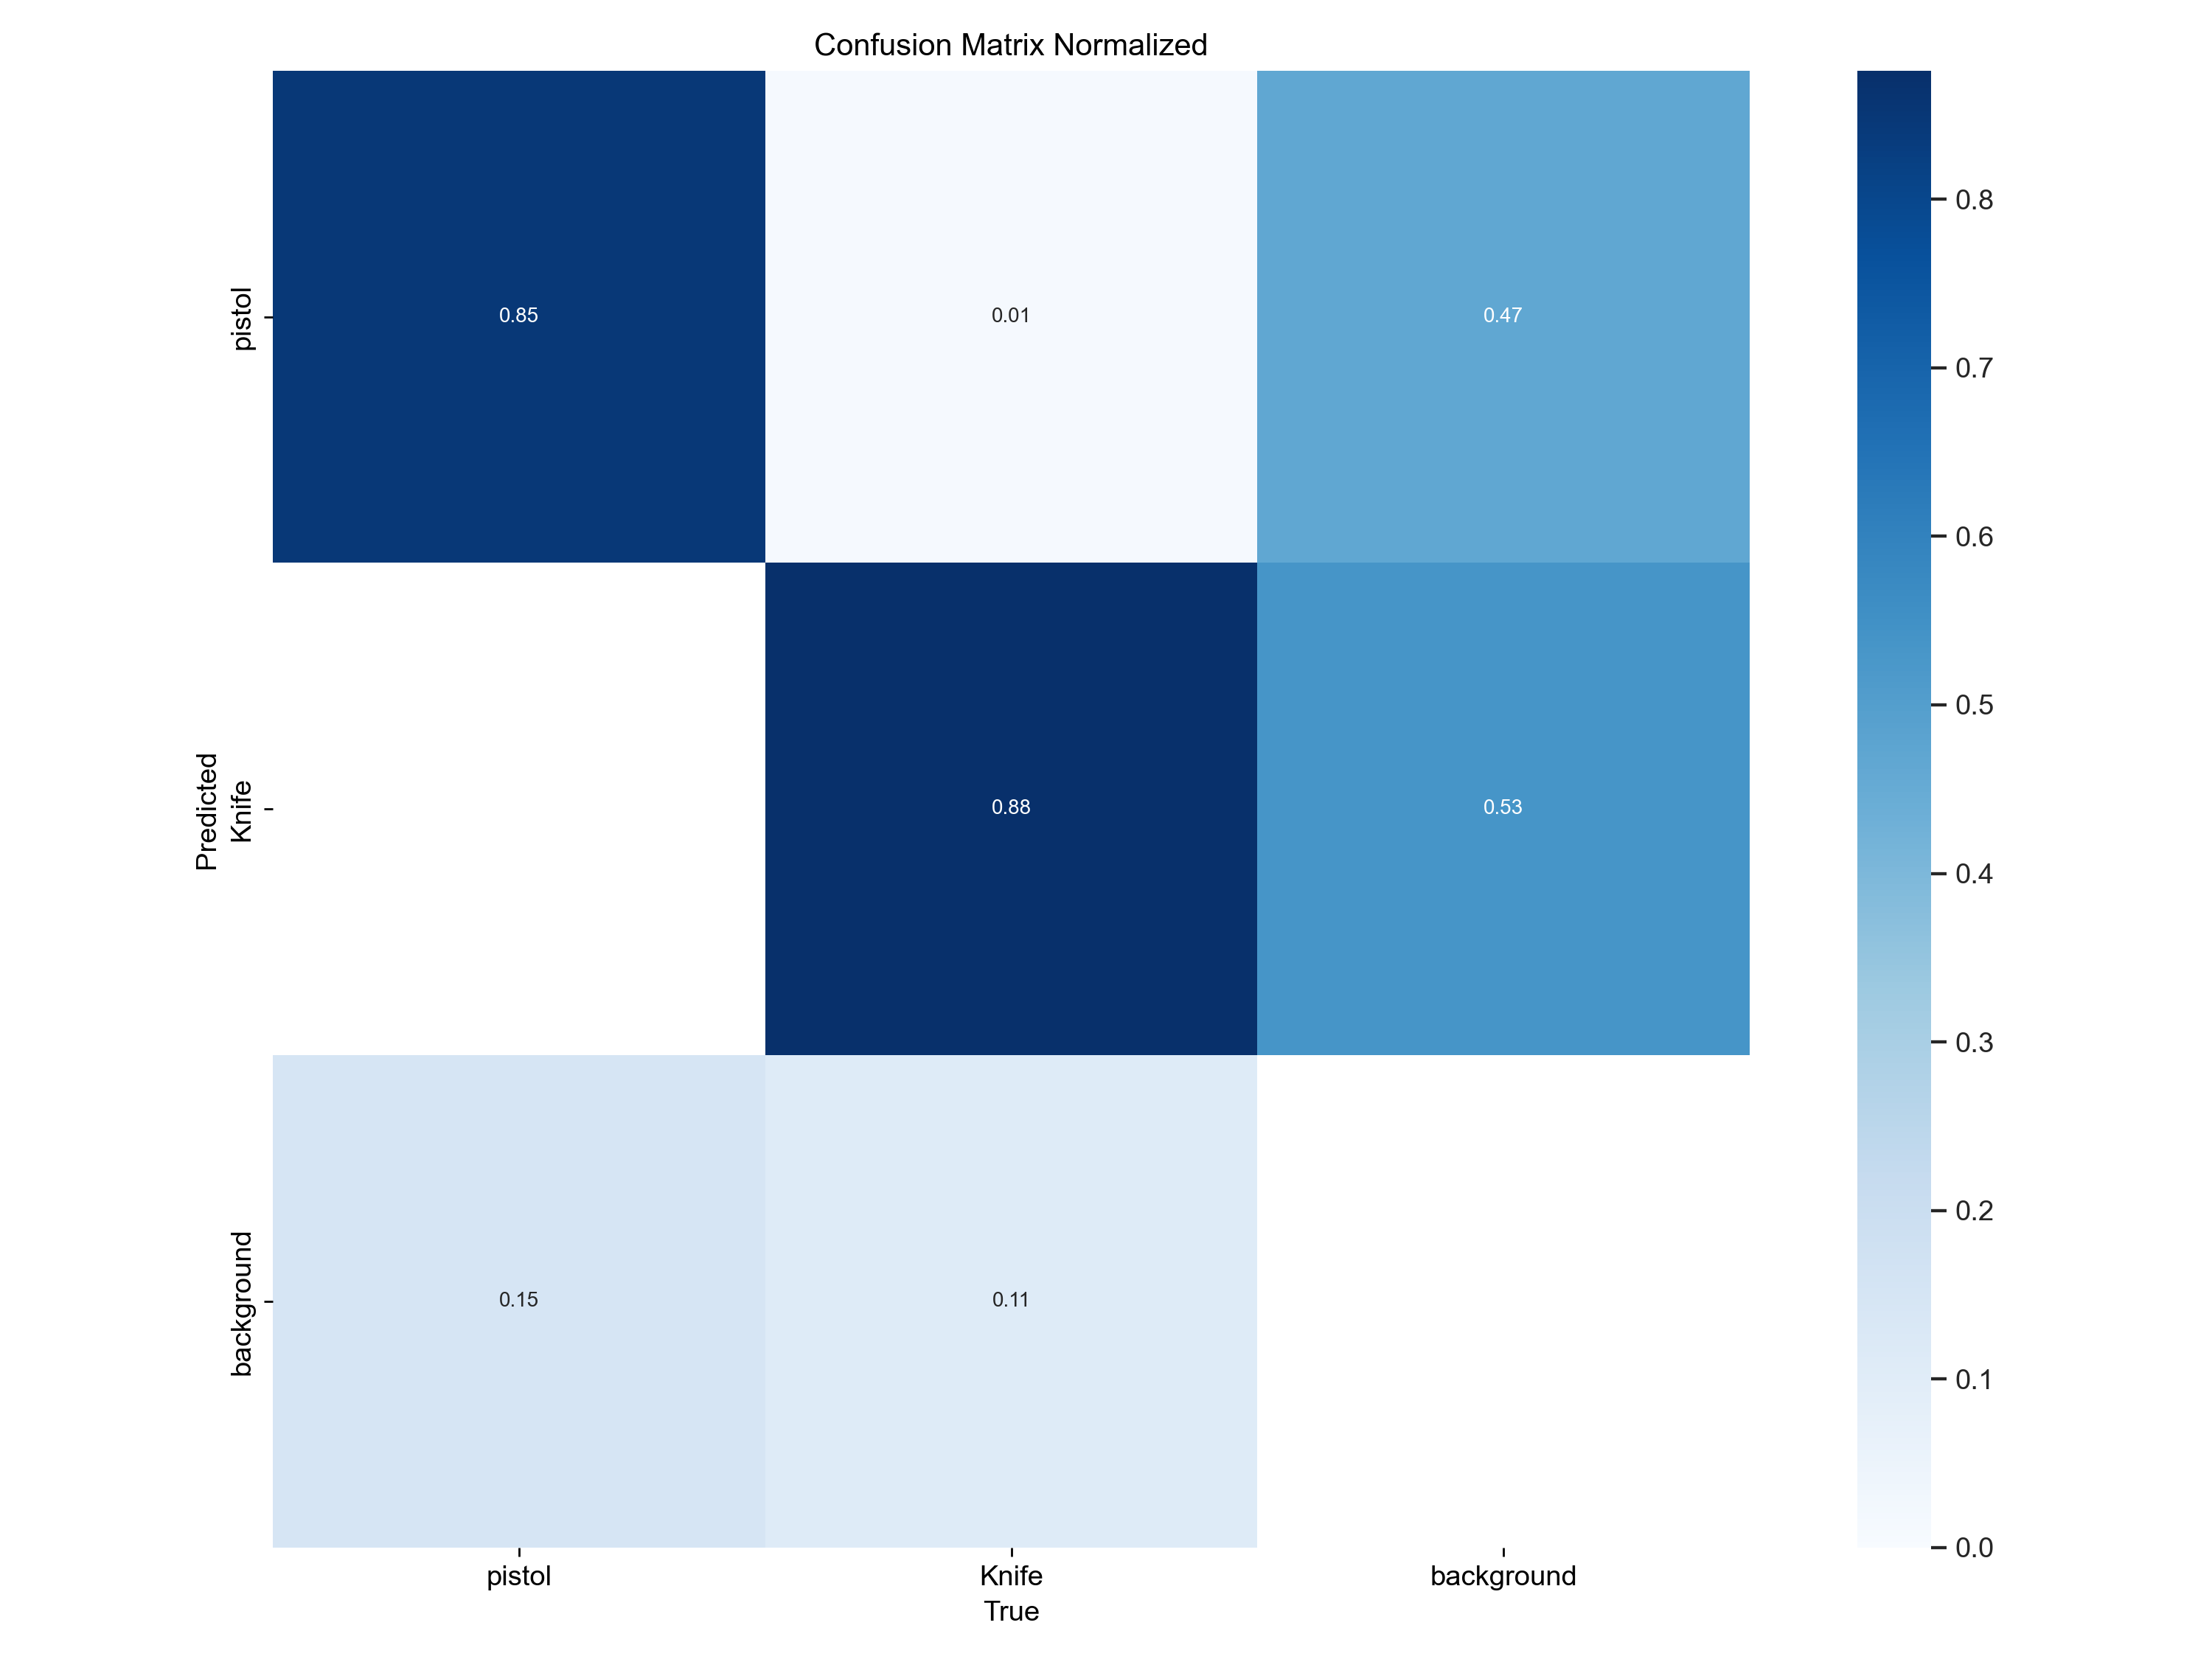 Confusion Matrix Normalized
Predicted
pistol
0.85
0.01
0.47
Knife
0.88
0.53
background
0.15
0.11
pistol
Knife
background
True
0.8
0.7
0.6
0.5
0.4
0.3
0.2
0.1
0.0